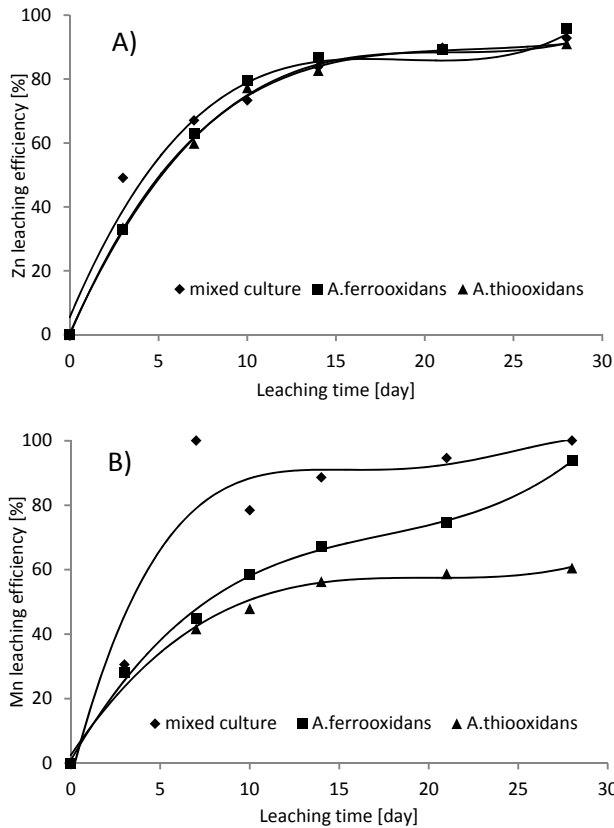 A)
Zn leaching efficiency [%]
100
80
60
40
20
0
mixed culture A.ferrooxidans A.thiooxidans
0 5 10 15 20 25 30
Leaching time [day]
B)
Mn leaching efficiency [%]
100
80
60
40
20
0
mixed culture A.ferrooxidans A.thiooxidans
0 5 10 15 20 25 30
Leaching time [day]